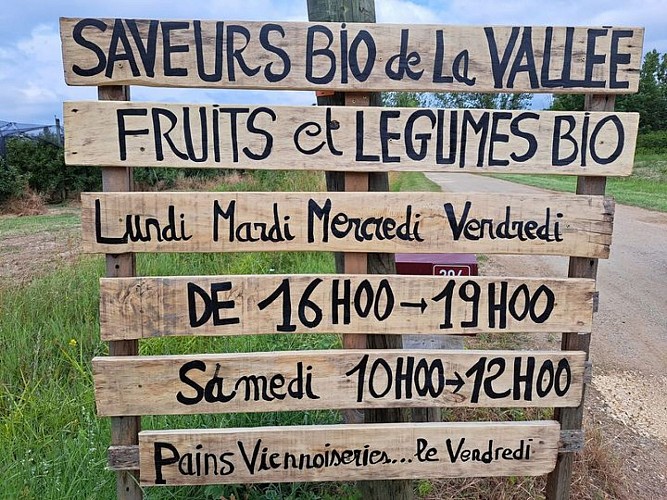 SAVEURS BIO de La VALLÉE
FRUITS et LEGUMES BIO
Lundi Mardi Mercredi Vendredi
DE 16H00→19H00
Samedi 10H00→12H00
Pains Viennoiseries...le Vendredi